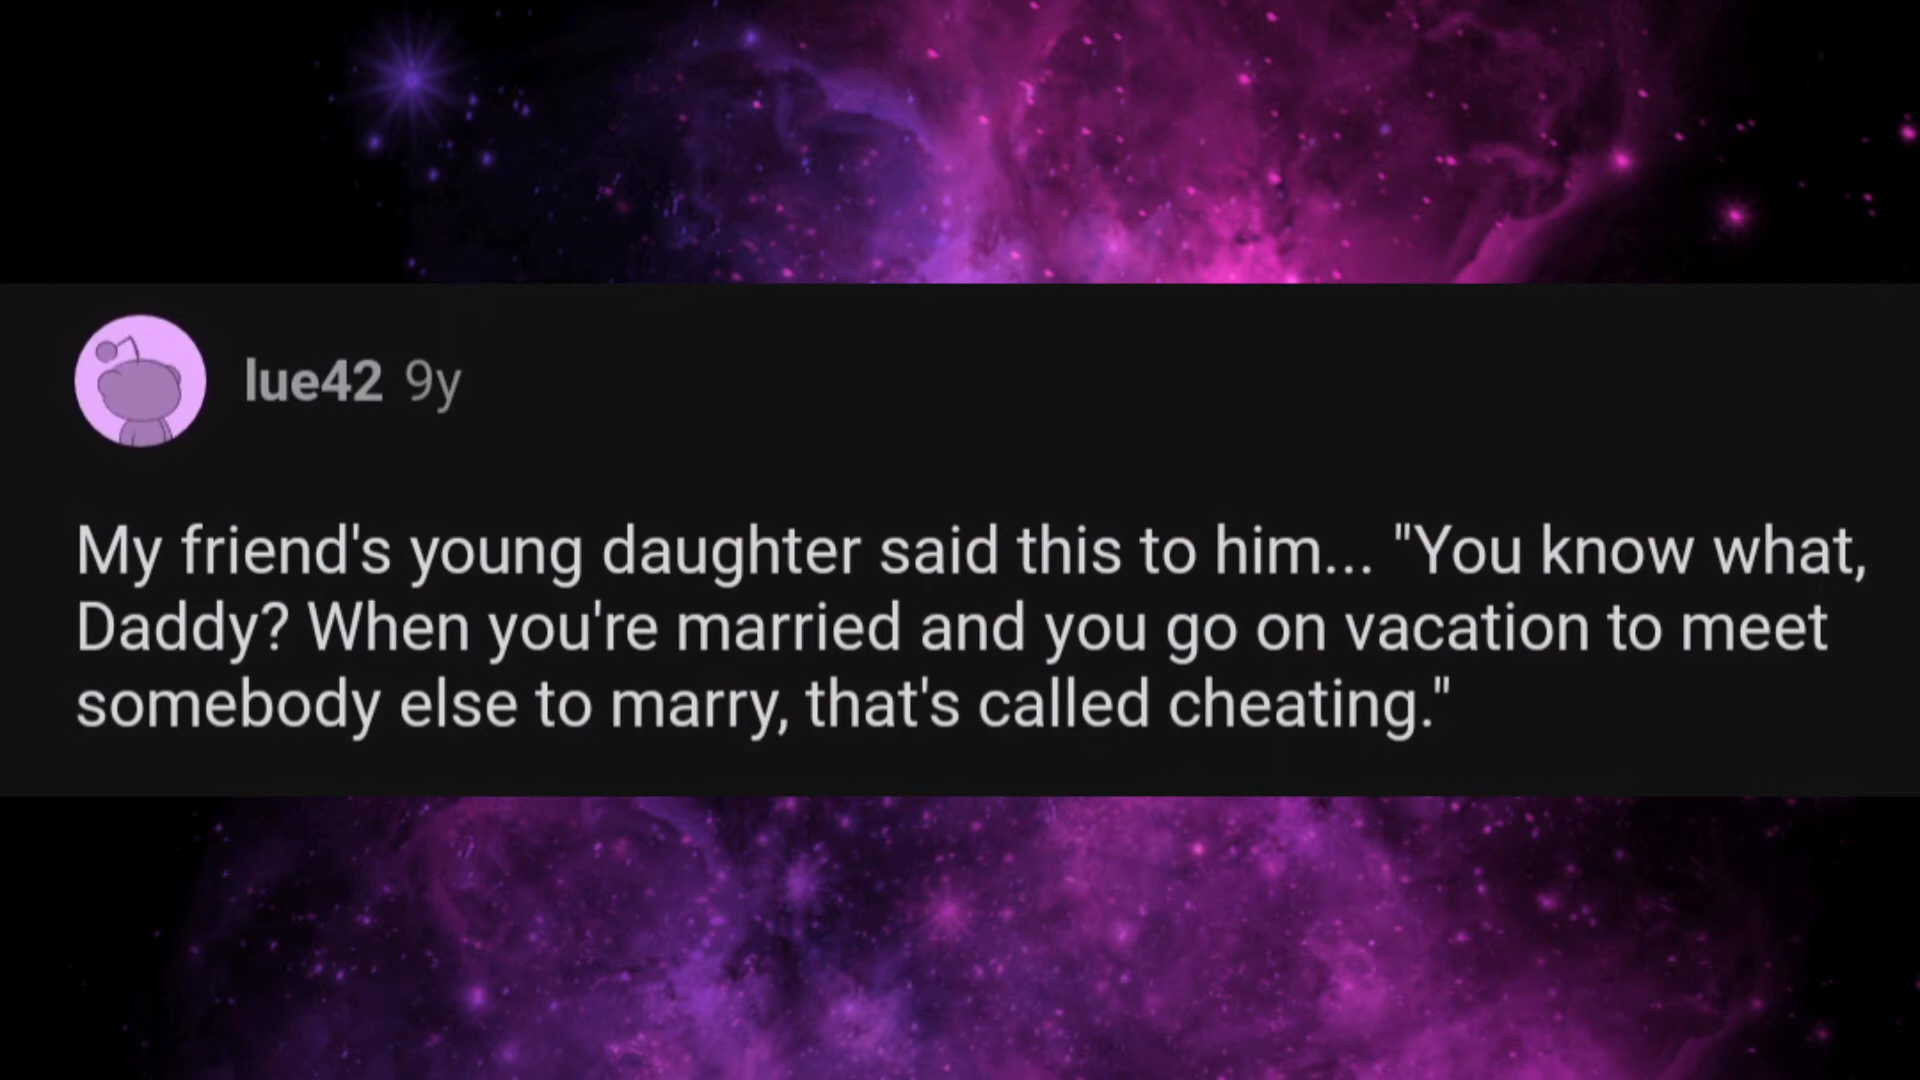 lue42 9y
My friend's young daughter said this to him... "You know what,
Daddy? When you're married and you go on vacation to meet
somebody else to marry, that's called cheating."